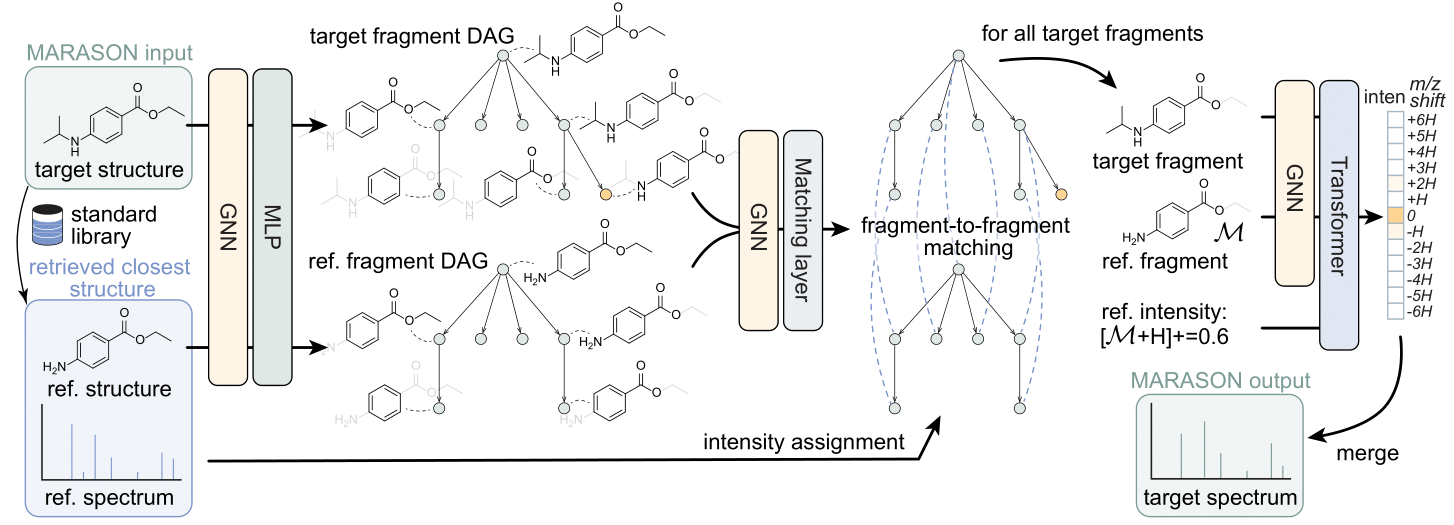 MARASON input
target structure
standard
library
retrieved closest
structure
H₂N
O
O
ref. structure
ref. spectrum
GNN
MLP
target fragment DAG
ref. fragment DAG
GNN
Matching layer
fragment-to-fragment
matching
intensity assignment
for all target fragments
target fragment
H₂N
ℳ
ref. fragment
ref. intensity:
[ℳ+H]+=0.6
GNN
Transformer
inten
m/z
shift
+6H
+5H
+4H
+3H
+2H
+H
0
-H
-2H
-3H
-4H
-5H
-6H
MARASON output
target spectrum
merge